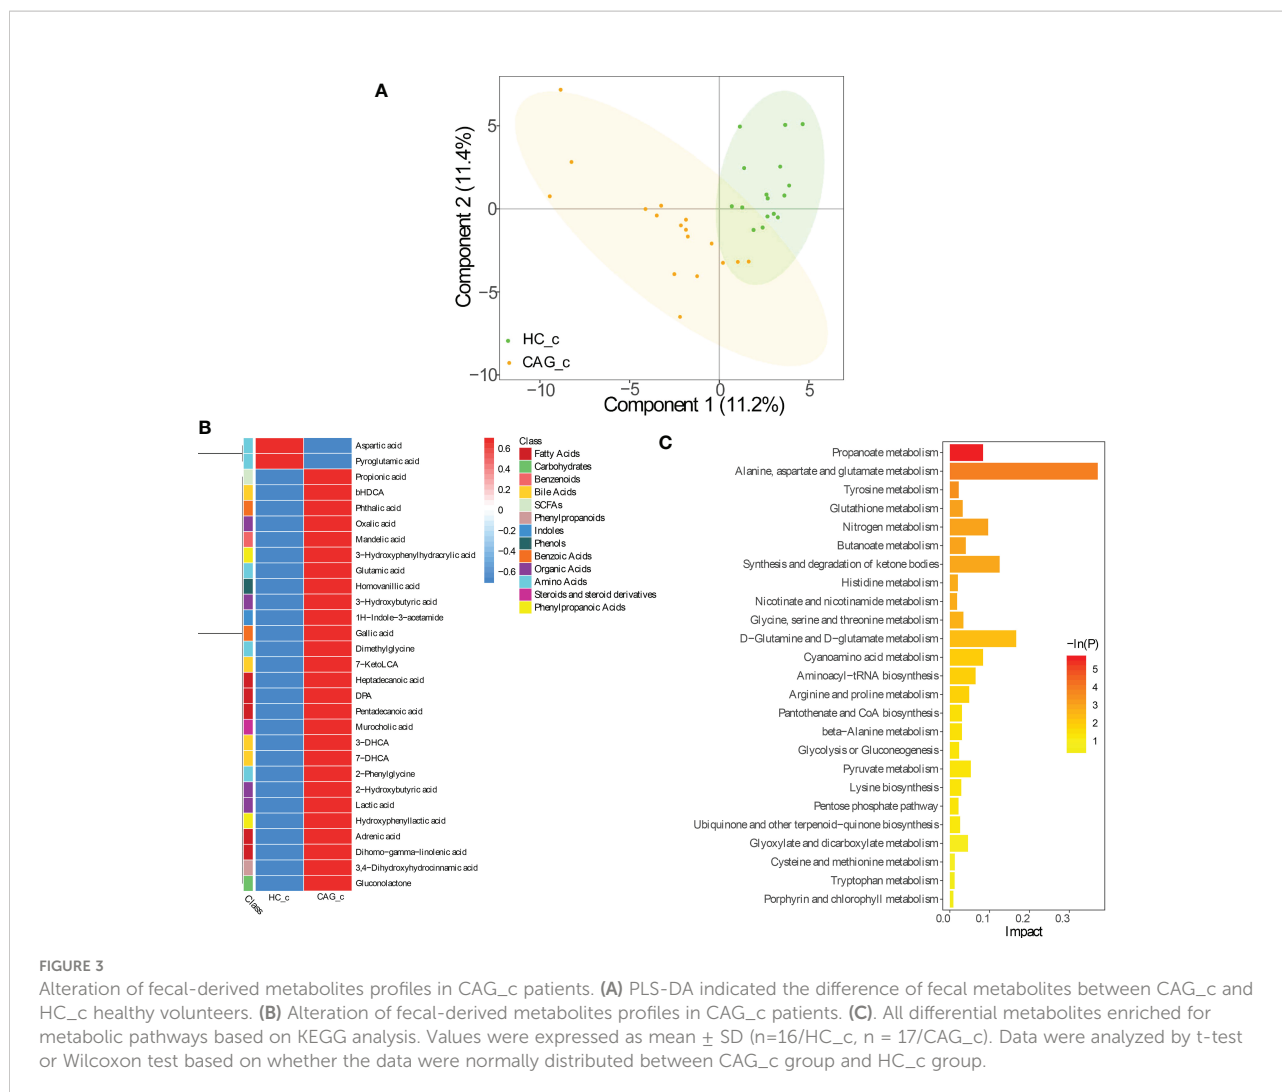 A
Component 2 (11.4%)
5
0
−5
−10
HC_c
CAG_c
−10
−5
0
5
Component 1 (11.2%)
B
Aspartic acid
Pyroglutamic acid
Propionic acid
bHDCA
Phthalic acid
Oxalic acid
Mandelic acid
3−Hydroxyphenylhydracrylic acid
Glutamic acid
Homovanillic acid
3−Hydroxybutyric acid
1H−Indole−3−acetamide
Gallic acid
Dimethylglycine
7−KetoLCA
Heptadecanoic acid
DPA
Pentadecanoic acid
Murocholic acid
3−DHCA
7−DHCA
2−Phenylglycine
2−Hydroxybutyric acid
Lactic acid
Hydroxyphenyllactic acid
Adrenic acid
Dihomo−gamma−linolenic acid
3,4−Dihydroxyhydrocinnamic acid
Gluconolactone
Class
HC_c
CAG_c
0.6
0.4
0.2
0
−0.2
−0.4
−0.6
Class
Fatty Acids
Carbohydrates
Benzenoids
Bile Acids
SCFAs
Phenylpropanoids
Indoles
Phenols
Benzoic Acids
Organic Acids
Amino Acids
Steroids and steroid derivatives
Phenylpropanoic Acids
C
Propanoate metabolism
Alanine, aspartate and glutamate metabolism
Tyrosine metabolism
Glutathione metabolism
Nitrogen metabolism
Butanoate metabolism
Synthesis and degradation of ketone bodies
Histidine metabolism
Nicotinate and nicotinamide metabolism
Glycine, serine and threonine metabolism
D−Glutamine and D−glutamate metabolism
Cyanoamino acid metabolism
Aminoacyl−tRNA biosynthesis
Arginine and proline metabolism
Pantothenate and CoA biosynthesis
beta−Alanine metabolism
Glycolysis or Gluconeogenesis
Pyruvate metabolism
Lysine biosynthesis
Pentose phosphate pathway
Ubiquinone and other terpenoid−quinone biosynthesis
Glyoxylate and dicarboxylate metabolism
Cysteine and methionine metabolism
Tryptophan metabolism
Porphyrin and chlorophyll metabolism
0.0
0.1
0.2
0.3
Impact
−ln(P)
5
4
3
2
1
FIGURE 3
Alteration of fecal-derived metabolites profiles in CAG_c patients. (A) PLS-DA indicated the difference of fecal metabolites between CAG_c and
HC_c healthy volunteers. (B) Alteration of fecal-derived metabolites profiles in CAG_c patients. (C). All differential metabolites enriched for
metabolic pathways based on KEGG analysis. Values were expressed as mean ± SD (n=16/HC_c, n = 17/CAG_c). Data were analyzed by t-test
or Wilcoxon test based on whether the data were normally distributed between CAG_c group and HC_c group.